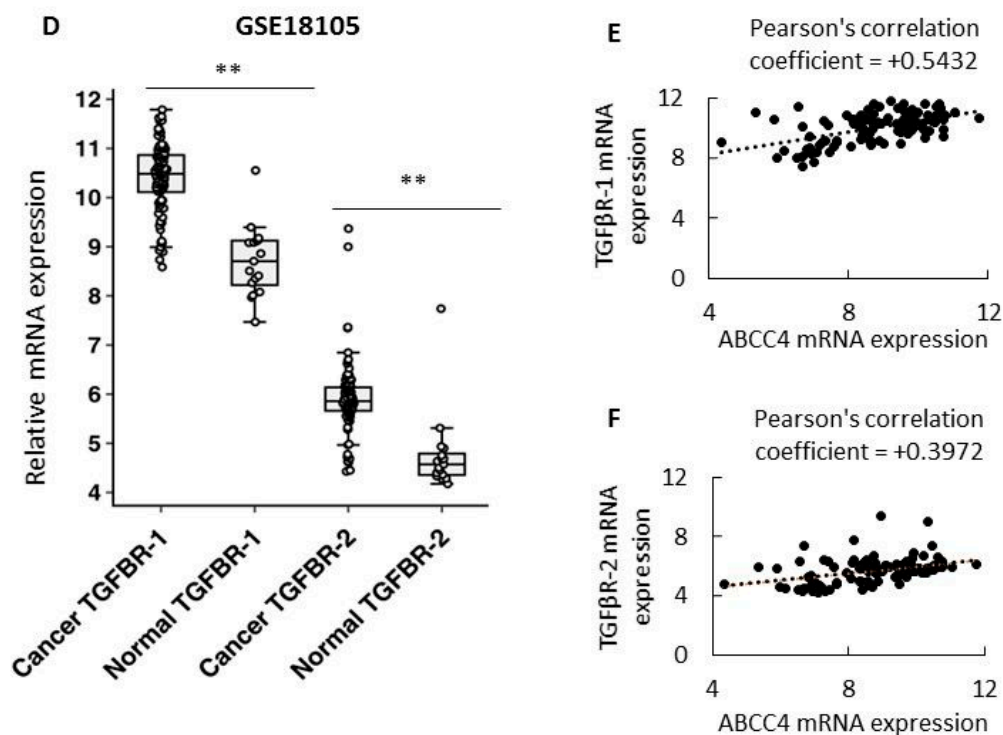 D
GSE18105
**
**
Relative mRNA expression
12
11
10
9
8
7
6
5
4
Cancer TGFBR-1
Normal TGFBR-1
Cancer TGFBR-2
Normal TGFBR-2
E
Pearson's correlation
coefficient = +0.5432
TGFβR-1 mRNA
expression
12
8
4
0
4
8
12
ABCC4 mRNA expression
F
Pearson's correlation
coefficient = +0.3972
TGFβR-2 mRNA
expression
12
8
4
0
4
8
12
ABCC4 mRNA expression